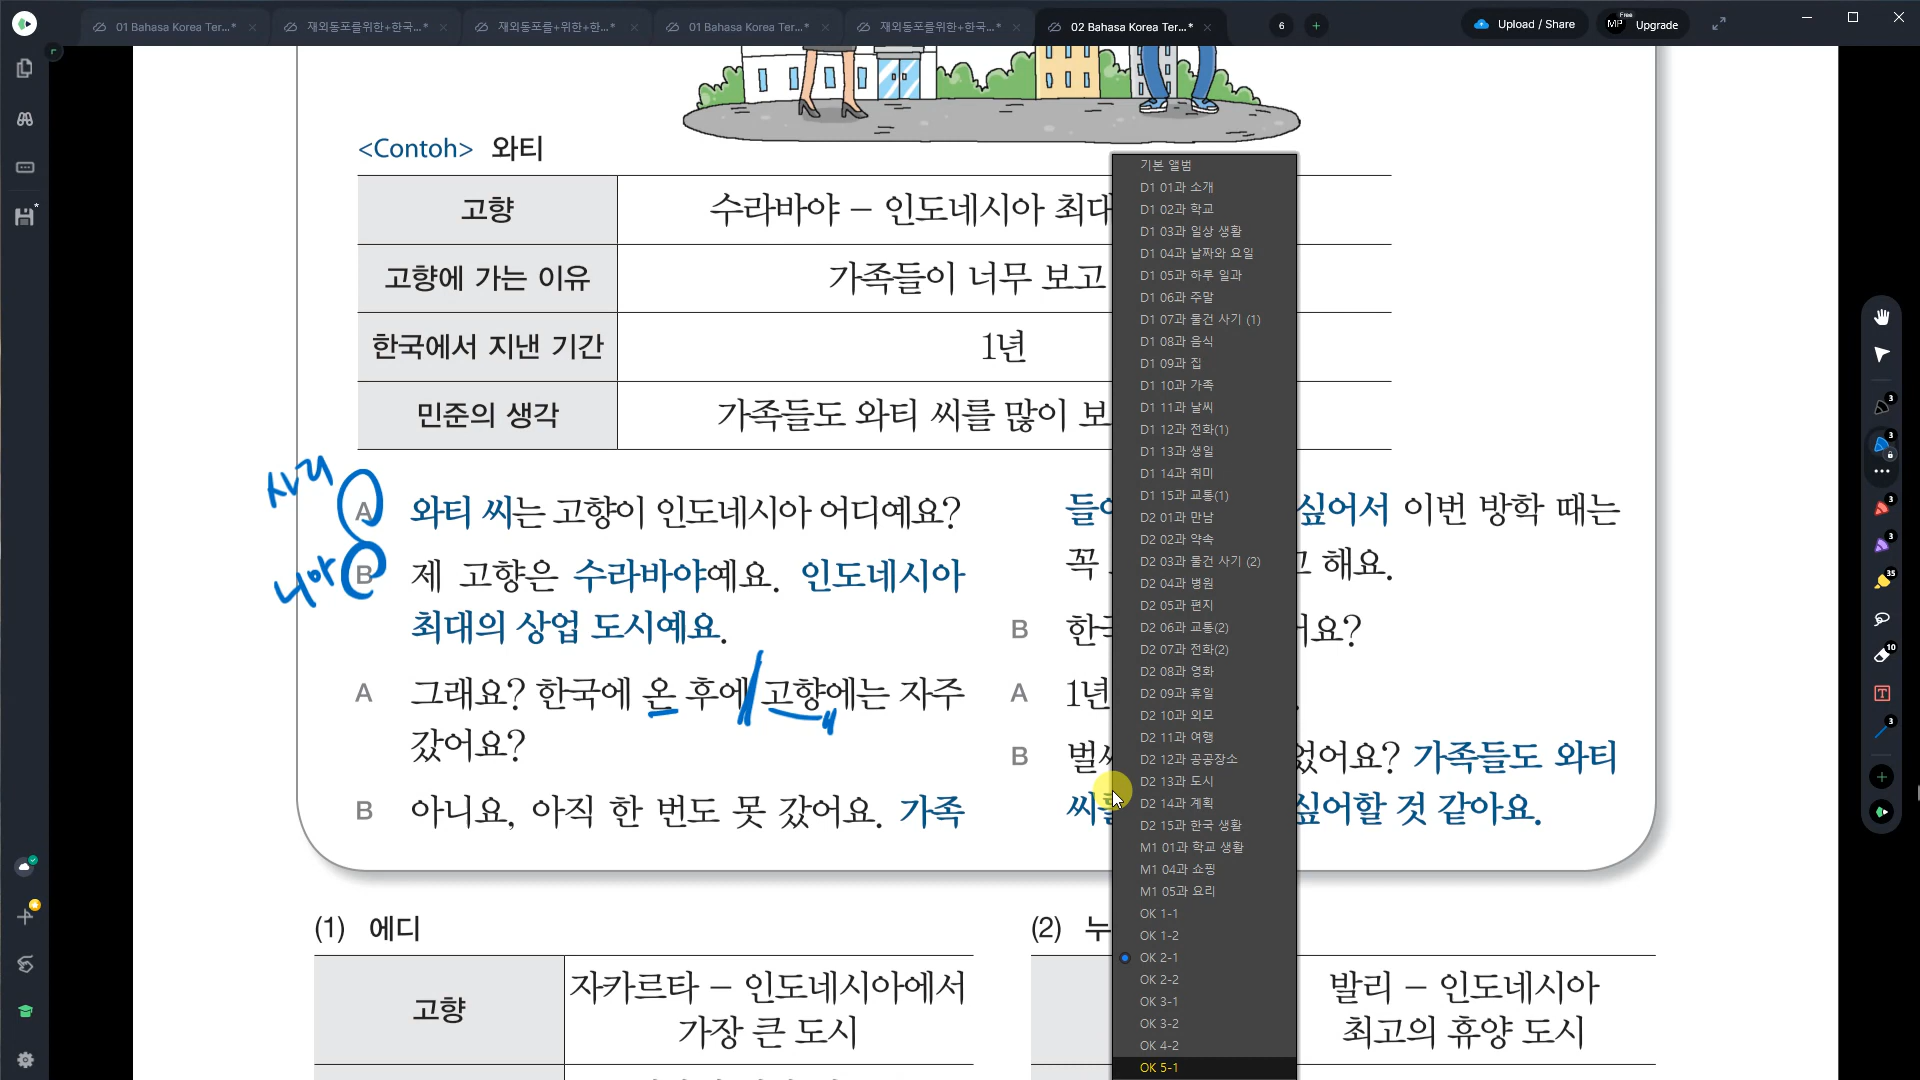 01 Bahasa Korea Ter...*
재외동포를위한+한국...*
재외동포를+위한+한...*
01 Bahasa Korea Ter...*
재외동포를위한+한국...*
02 Bahasa Korea Ter...*
6
Upload / Share
MP
Free
Upgrade
<Contoh> 와티
고향
수라바야 – 인도네시아 최대
고향에 가는 이유
가족들이 너무 보고
한국에서 지낸 기간
1년
민준의 생각
가족들도 와티 씨를 많이 보
A 와티 씨는 고향이 인도네시아 어디예요?
B 제 고향은 수라바야예요. 인도네시아
최대의 상업 도시예요.
A 그래요? 한국에 온 후에 고향에는 자주
갔어요?
B 아니요, 아직 한 번도 못 갔어요. 가족
싶어서 이번 방학 때는
꼭
해요.
B
A 1년
B
었어요? 가족들도 와티
싶어할 것 같아요.
기본 앨범
D1 01과 소개
D1 02과 학교
D1 03과 일상 생활
D1 04과 날짜와 요일
D1 05과 하루 일과
D1 06과 주말
D1 07과 물건 사기 (1)
D1 08과 음식
D1 09과 집
D1 10과 가족
D1 11과 날씨
D1 12과 전화(1)
D1 13과 생일
D1 14과 취미
D1 15과 교통(1)
D2 01과 만남
D2 02과 약속
D2 03과 물건 사기 (2)
D2 04과 병원
D2 05과 편지
D2 06과 교통(2)
D2 07과 전화(2)
D2 08과 영화
D2 09과 휴일
D2 10과 외모
D2 11과 여행
D2 12과 공공장소
D2 13과 도시
D2 14과 계획
D2 15과 한국 생활
M1 01과 학교 생활
M1 04과 쇼핑
M1 05과 요리
OK 1-1
OK 1-2
OK 2-1
OK 2-2
OK 3-1
OK 3-2
OK 4-2
OK 5-1
(1) 에디
고향
자카르타 – 인도네시아에서
가장 큰 도시
(2) 누
발리 – 인도네시아
최고의 휴양 도시
3
3
3
3
35
10
3